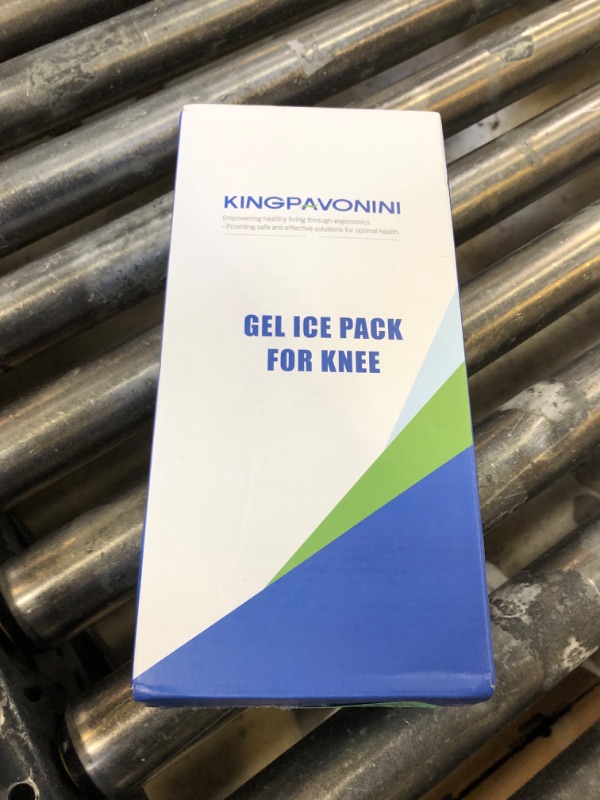 KINGPAVONINI
Empowering healthy living through ergonomics
-Providing safe and effective solutions for optimal health.
GEL ICE PACK
FOR KNEE